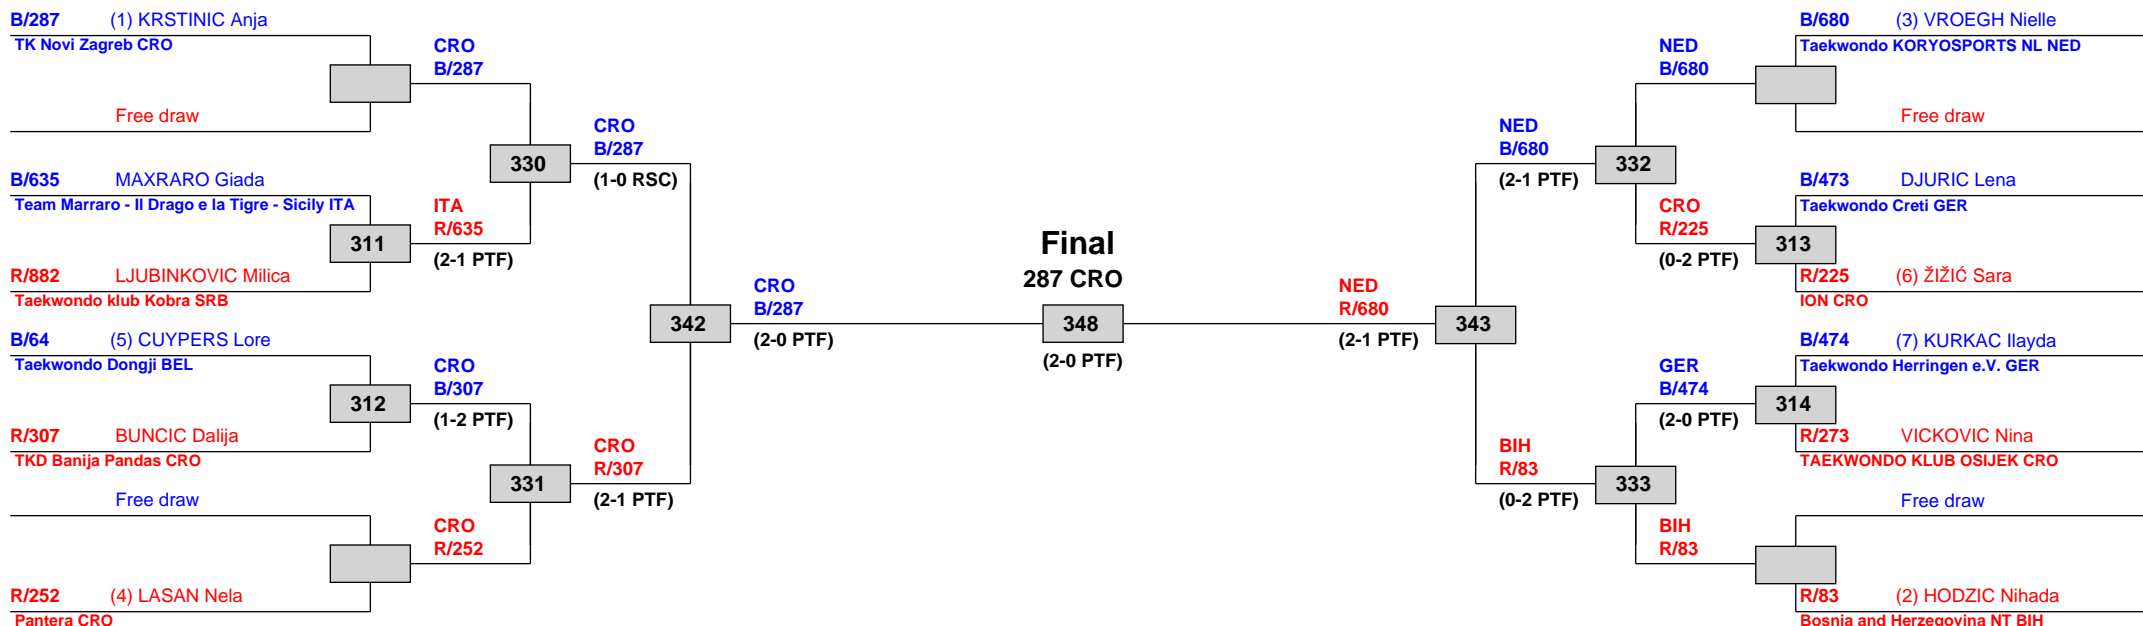 B/287 (1) KRSTINIC Anja
TK Novi Zagreb CRO
Free draw
B/635 MAXRARO Giada
Team Marraro - Il Drago e la Tigre - Sicily ITA
R/882 LJUBINKOVIC Milica
Taekwondo klub Kobra SRB
B/64 (5) CUYPERS Lore
Taekwondo Dongji BEL
R/307 BUNCIC Dalija
TKD Banija Pandas CRO
Free draw
R/252 (4) LASAN Nela
Pantera CRO
311
312
CRO
B/287
ITA
R/635
(2-1 PTF)
CRO
B/307
(1-2 PTF)
CRO
R/252
330
331
CRO
B/287
(1-0 RSC)
CRO
R/307
(2-1 PTF)
342
CRO
B/287
(2-0 PTF)
Final
287 CRO
348
(2-0 PTF)
NED
R/680
(2-1 PTF)
343
NED
B/680
(2-1 PTF)
BIH
R/83
(0-2 PTF)
332
333
NED
B/680
CRO
R/225
(0-2 PTF)
GER
B/474
(2-0 PTF)
BIH
R/83
313
314
B/680 (3) VROEGH Nielle
Taekwondo KORYOSPORTS NL NED
Free draw
B/473 DJURIC Lena
Taekwondo Creti GER
R/225 (6) ŽIŽIĆ Sara
ION CRO
B/474 (7) KURKAC Ilayda
Taekwondo Herringen e.V. GER
R/273 VICKOVIC Nina
TAEKWONDO KLUB OSIJEK CRO
Free draw
R/83 (2) HODZIC Nihada
Bosnia and Herzegovina NT BIH